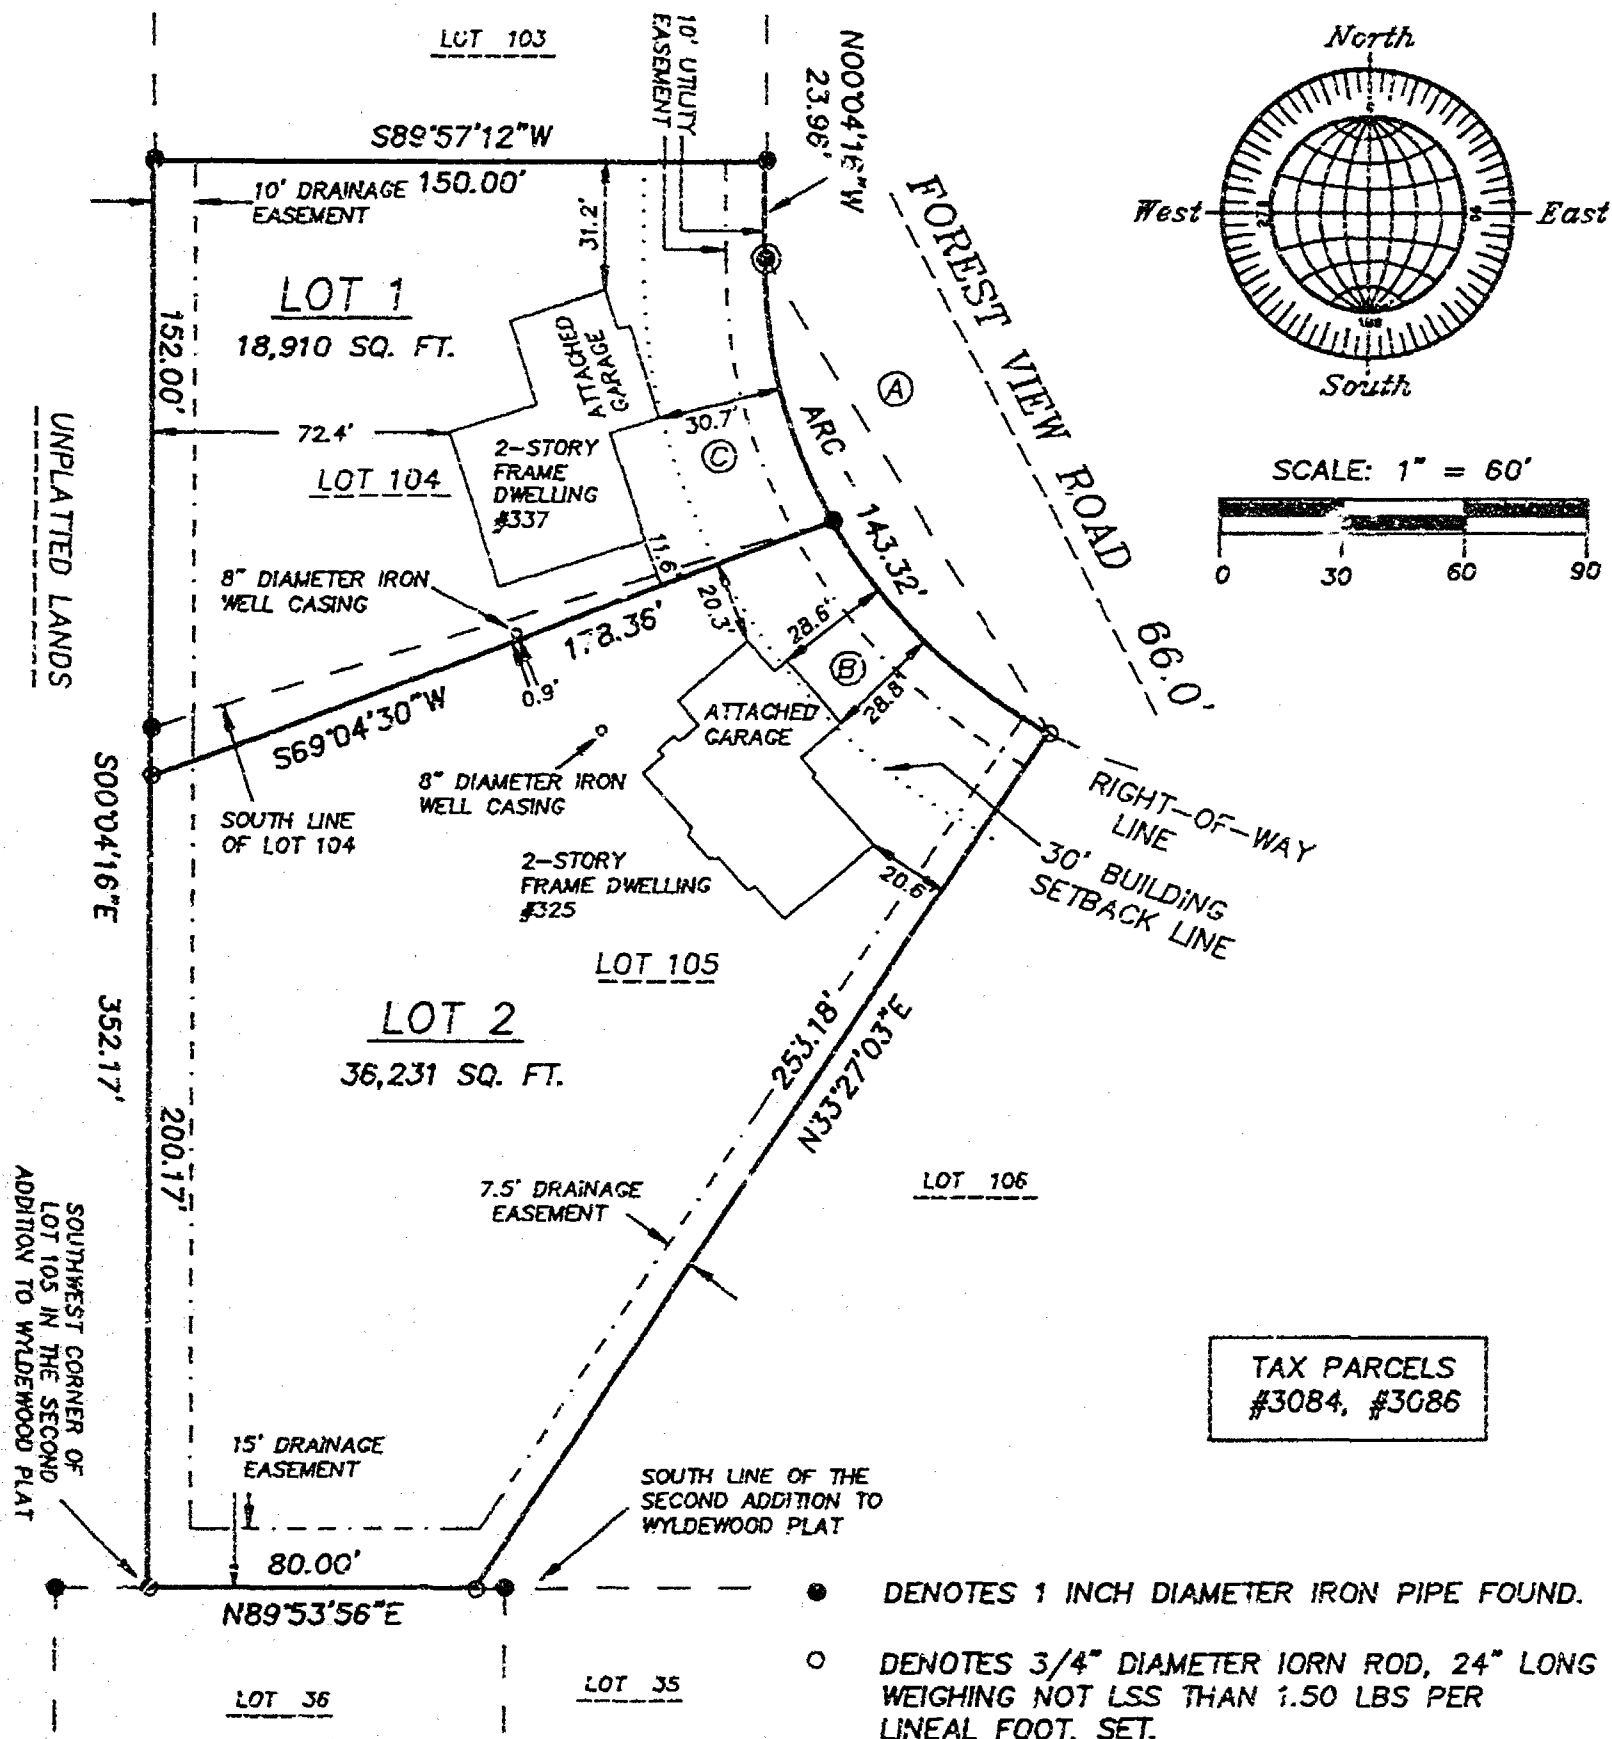 LOT 103
10' UTILITY
EASEMENT
N00°04'16"W
23.96'
North
West
East
South
S89°57'12"W
150.00'
10' DRAINAGE
EASEMENT
31.2'
FOREST VIEW ROAD 66.0'
LOT 1
18,910 SQ. FT.
152.00'
ATTACHED
GARAGE
A
ARC - 143.32'
30.7'
C
72.4'
2-STORY
FRAME
DWELLING
#337
LOT 104
SCALE: 1" = 60'
0 30 60 90
UNPLATTED LANDS
11.6'
8" DIAMETER IRON
WELL CASING
178.36'
S69°04'30"W
0.9'
20.3'
28.6'
B
28.8'
ATTACHED
GARAGE
8" DIAMETER IRON
WELL CASING
SOUTH LINE
OF LOT 104
RIGHT-OF-WAY
LINE
30' BUILDING
SETBACK LINE
S00°04'16"E 352.17'
2-STORY
FRAME DWELLING
#325
20.6'
LOT 105
LOT 2
36,231 SQ. FT.
253.18'
N33°27'03"E
200.17'
7.5' DRAINAGE
EASEMENT
LOT 106
SOUTHWEST CORNER OF
LOT 105 IN THE SECOND
ADDITION TO WYLDEWOOD PLAT
TAX PARCELS
#3084, #3086
15' DRAINAGE
EASEMENT
SOUTH LINE OF THE
SECOND ADDITION TO
WYLDEWOOD PLAT
80.00'
N89°53'56"E
DENOTES 1 INCH DIAMETER IRON PIPE FOUND.
DENOTES 3/4" DIAMETER IORN ROD, 24" LONG
WEIGHING NOT LSS THAN 1.50 LBS PER
LINEAL FOOT, SET.
LOT 36
LOT 35